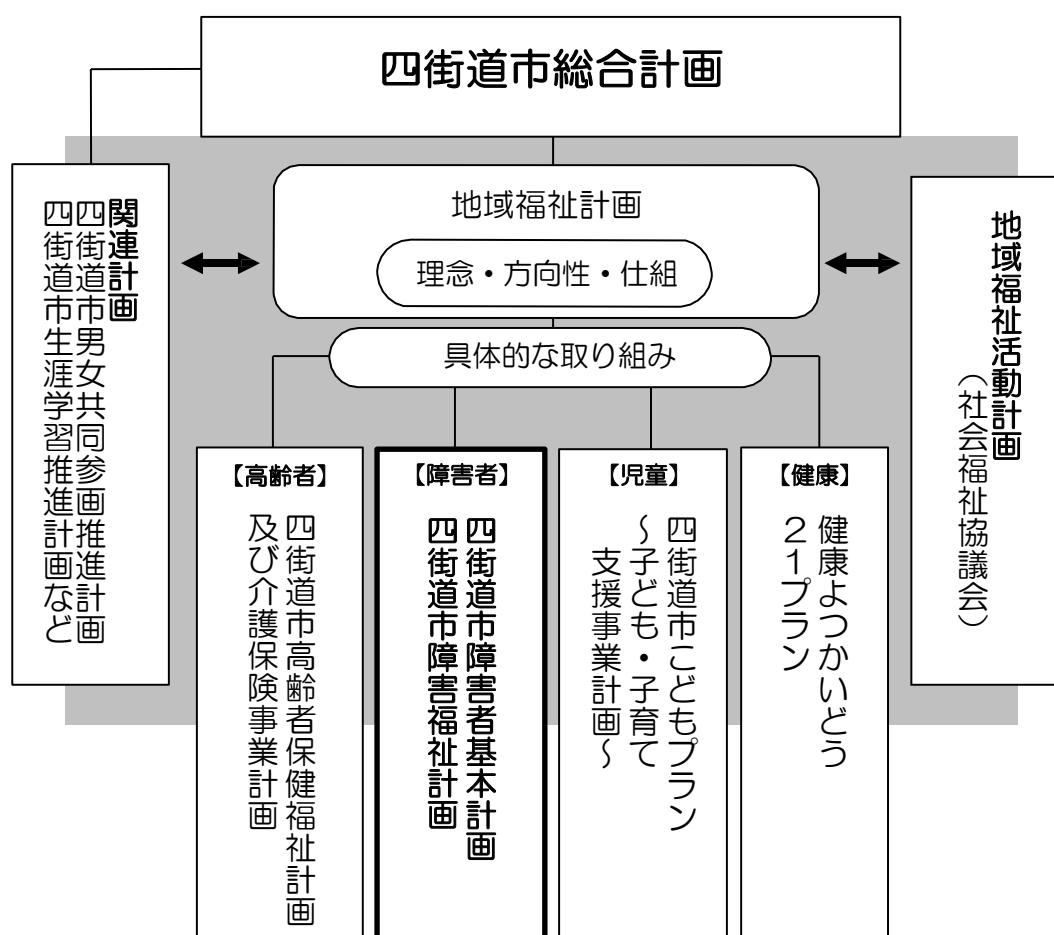 四街道市総合計画
関連計画
四街道市男女共同参画推進計画
四街道市生涯学習推進計画など
地域福祉計画
理念・方向性・仕組
地域福祉活動計画
（社会福祉協議会）
具体的な取り組み
【高齢者】
四街道市高齢者保健福祉計画
及び介護保険事業計画
【障害者】
四街道市障害者基本計画
四街道市障害福祉計画
【児童】
四街道市こどもプラン
～子ども・子育て
支援事業計画～
【健康】
健康よつかいどう
２１プラン